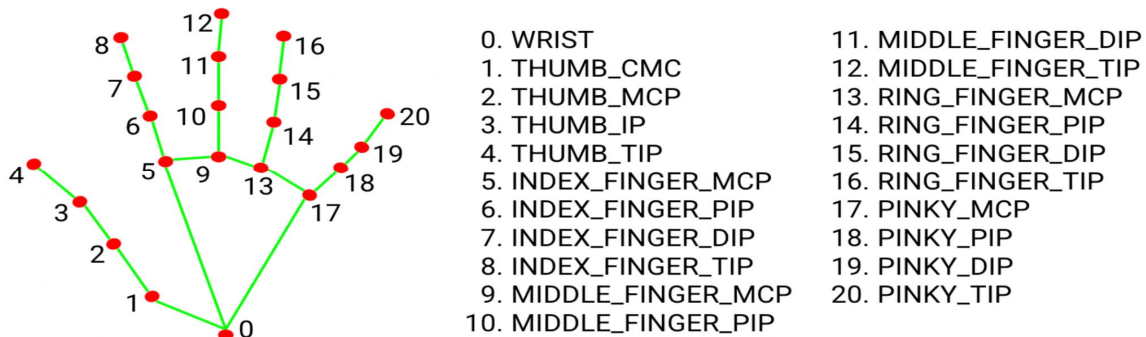 12
8
16
11
7
15
10
6
14
20
4
5
9
19
13
18
3
17
2
1
0
0. WRIST
1. THUMB_CMC
2. THUMB_MCP
3. THUMB_IP
4. THUMB_TIP
5. INDEX_FINGER_MCP
6. INDEX_FINGER_PIP
7. INDEX_FINGER_DIP
8. INDEX_FINGER_TIP
9. MIDDLE_FINGER_MCP
10. MIDDLE_FINGER_PIP
11. MIDDLE_FINGER_DIP
12. MIDDLE_FINGER_TIP
13. RING_FINGER_MCP
14. RING_FINGER_PIP
15. RING_FINGER_DIP
16. RING_FINGER_TIP
17. PINKY_MCP
18. PINKY_PIP
19. PINKY_DIP
20. PINKY_TIP